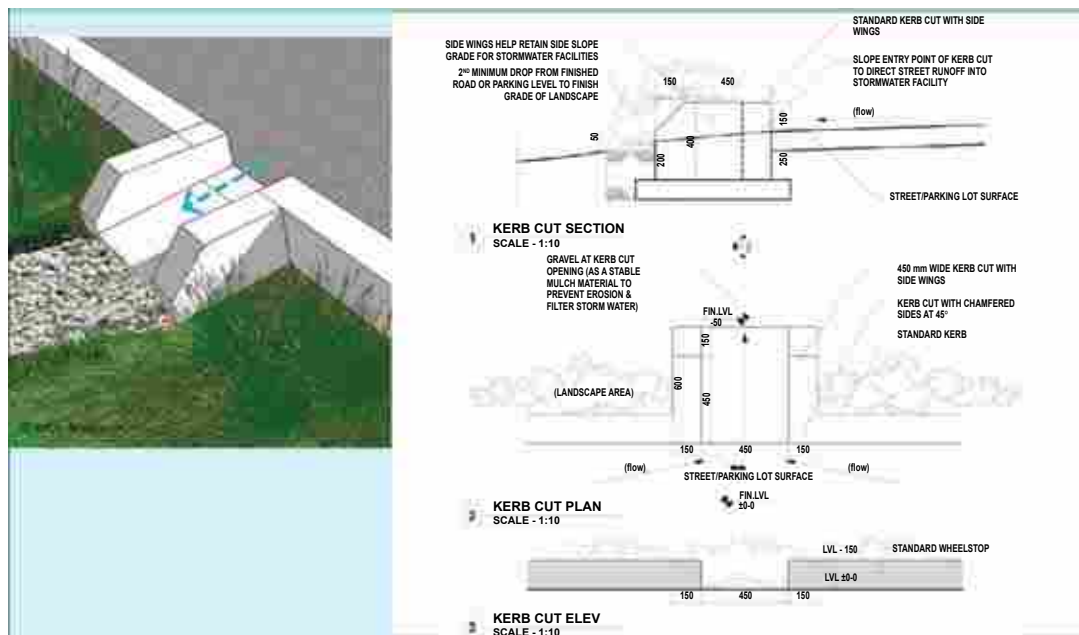 SIDE WINGS HELP RETAIN SIDE SLOPE
GRADE FOR STORMWATER FACILITIES
2ND MINIMUM DROP FROM FINISHED
ROAD OR PARKING LEVEL TO FINISH
GRADE OF LANDSCAPE
STANDARD KERB CUT WITH SIDE
WINGS
SLOPE ENTRY POINT OF KERB CUT
TO DIRECT STREET RUNOFF INTO
STORMWATER FACILITY
150
450
(flow)
150
50
400
200
250
STREET/PARKING LOT SURFACE
1
KERB CUT SECTION
SCALE - 1:10
GRAVEL AT KERB CUT
OPENING (AS A STABLE
MULCH MATERIAL TO
PREVENT EROSION &
FILTER STORM WATER)
450 mm WIDE KERB CUT WITH
SIDE WINGS
KERB CUT WITH CHAMFERED
SIDES AT 45°
STANDARD KERB
FIN.LVL
-50
150
600
450
(LANDSCAPE AREA)
150
450
150
(flow)
(flow)
STREET/PARKING LOT SURFACE
FIN.LVL
±0-0
2
KERB CUT PLAN
SCALE - 1:10
LVL - 150
STANDARD WHEELSTOP
LVL ±0-0
150
450
150
3
KERB CUT ELEV
SCALE - 1:10